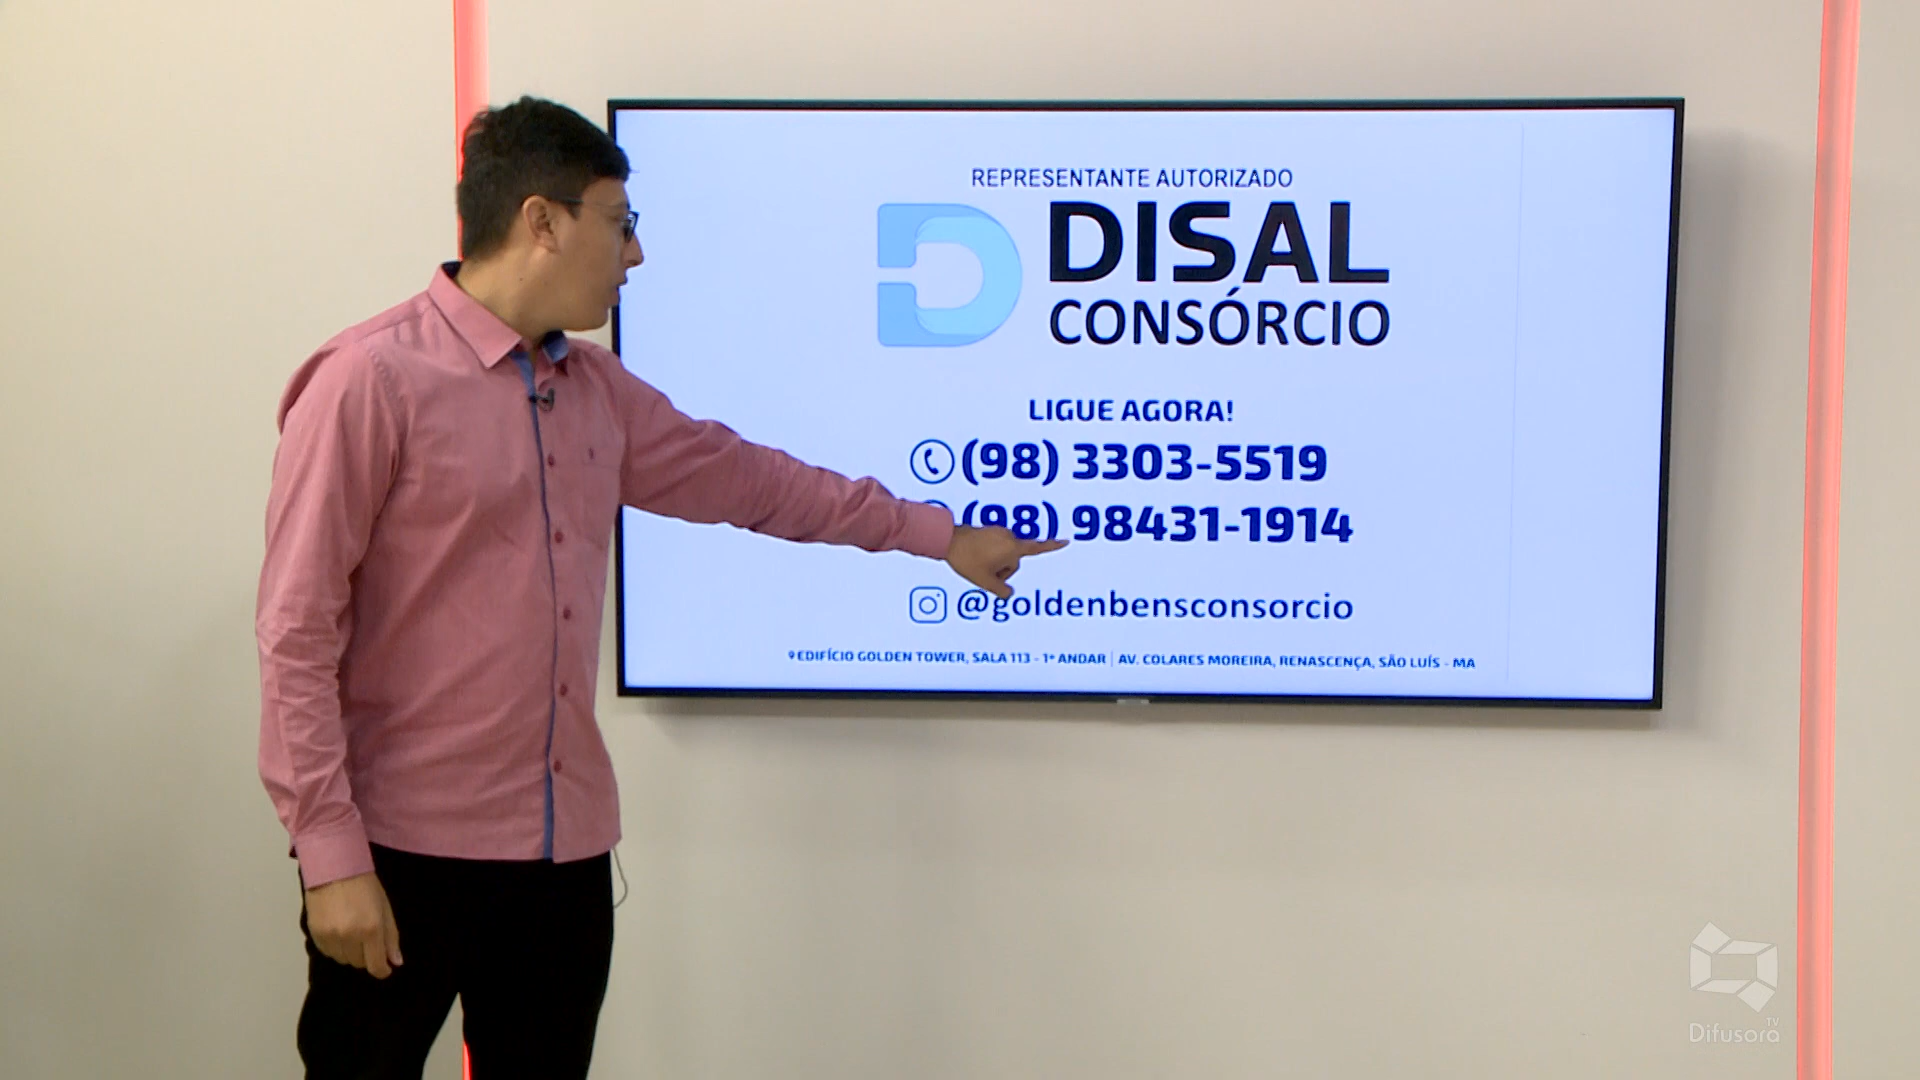 REPRESENTANTE AUTORIZADO
DISAL
CONSÓRCIO
LIGUE AGORA!
(98) 3303-5519
(98) 98431-1914
@goldenbensconsorcio
EDIFÍCIO GOLDEN TOWER, SALA 113 - 1º ANDAR | AV. COLARES MOREIRA, RENASCENÇA, SÃO LUÍS - MA
TV
Difusora